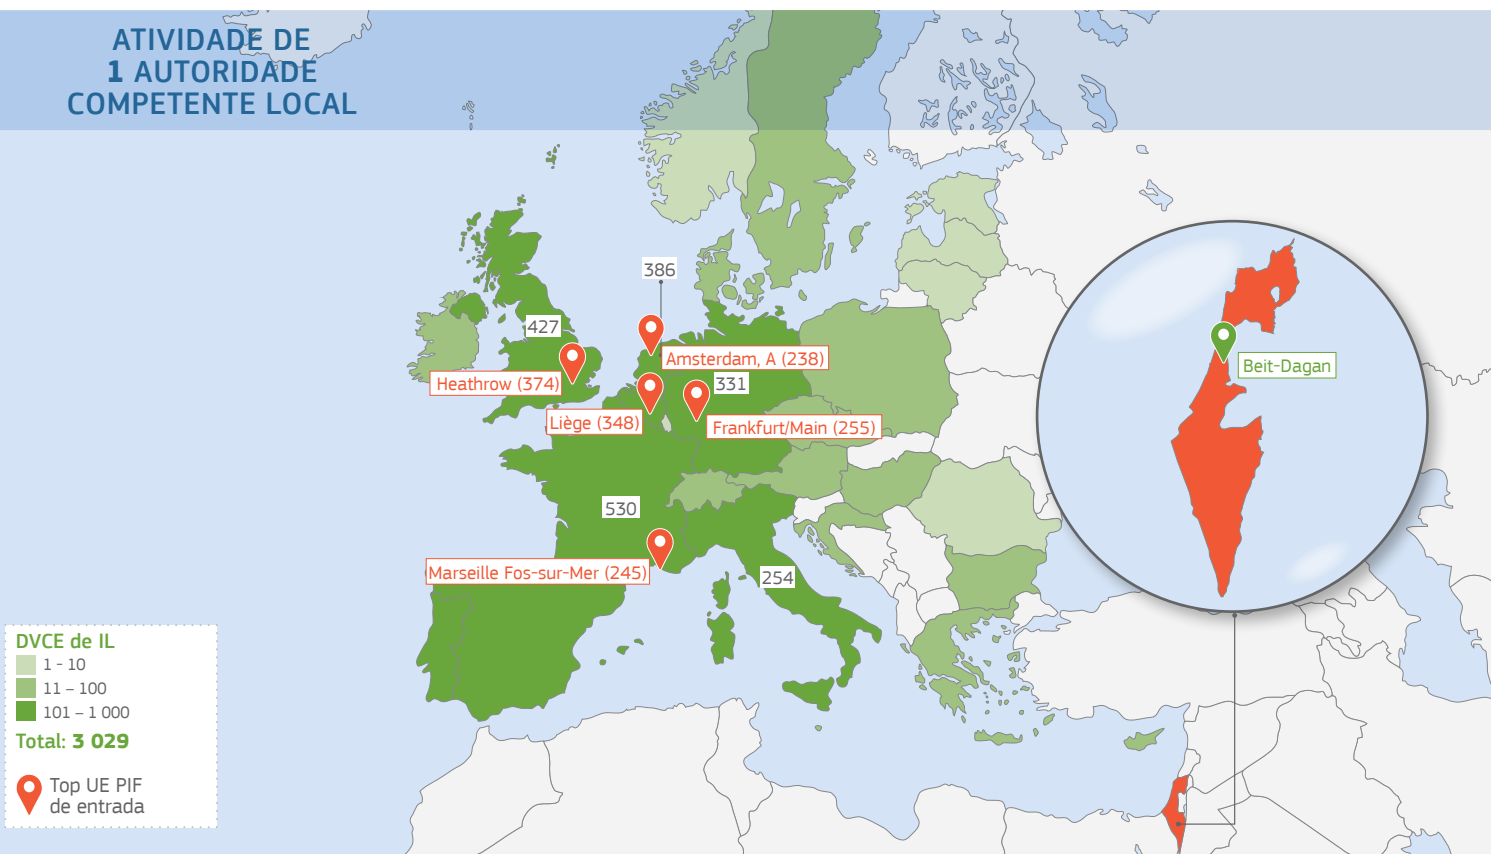 ATIVIDADE DE
1 AUTORIDADE
COMPETENTE LOCAL
386
427
Amsterdam, A (238)
Heathrow (374)
331
Liège (348)
Frankfurt/Main (255)
530
Marseille Fos-sur-Mer (245)
254
Beit-Dagan
DVCE de IL
1 - 10
11 – 100
101 – 1 000
Total: 3 029
Top UE PIF
de entrada